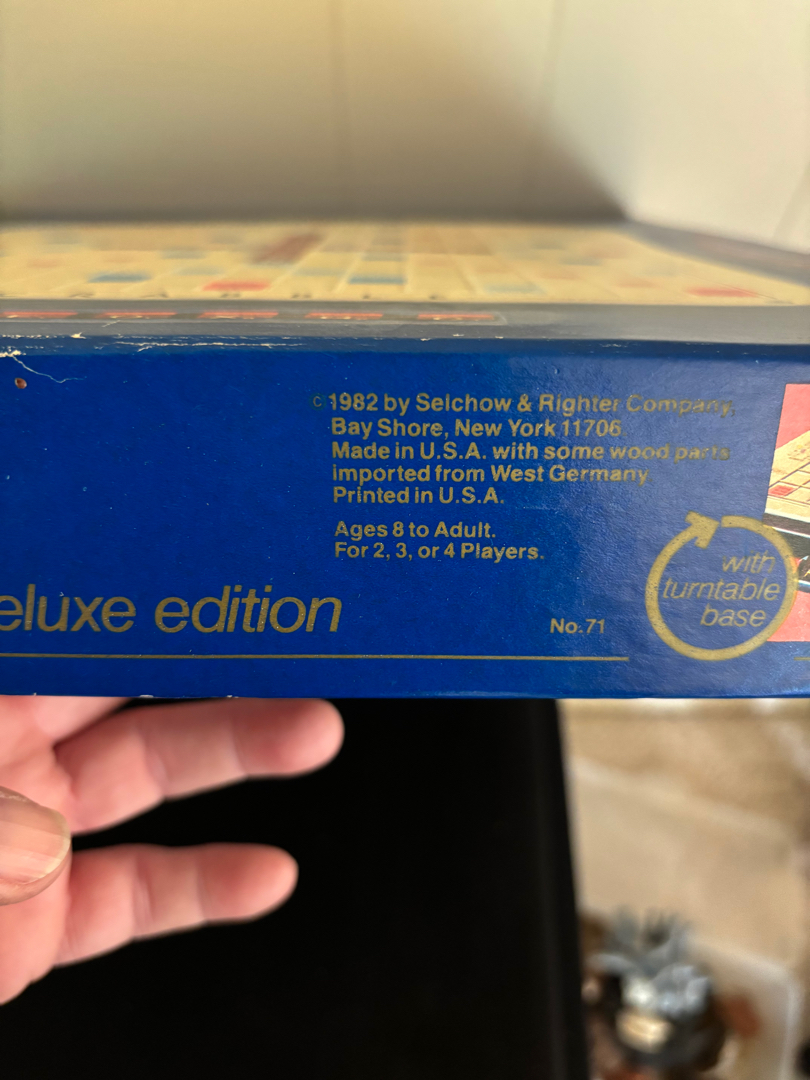 R A B B L E
©1982 by Selchow & Righter Company,
Bay Shore, New York 11706
Made in U.S.A. with some wood parts
imported from West Germany
Printed in U.S.A.
Ages 8 to Adult.
For 2, 3, or 4 Players.
with
turntable
base
eluxe edition
No. 71